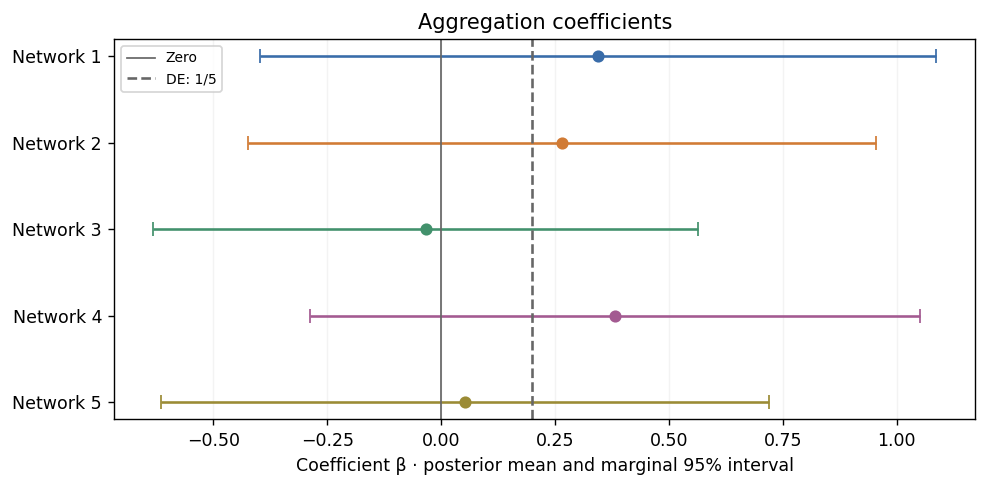 Aggregation coefficients
Zero
DE: 1/5
Network 1
Network 2
Network 3
Network 4
Network 5
−0.50 −0.25 0.00 0.25 0.50 0.75 1.00
Coefficient β · posterior mean and marginal 95% interval